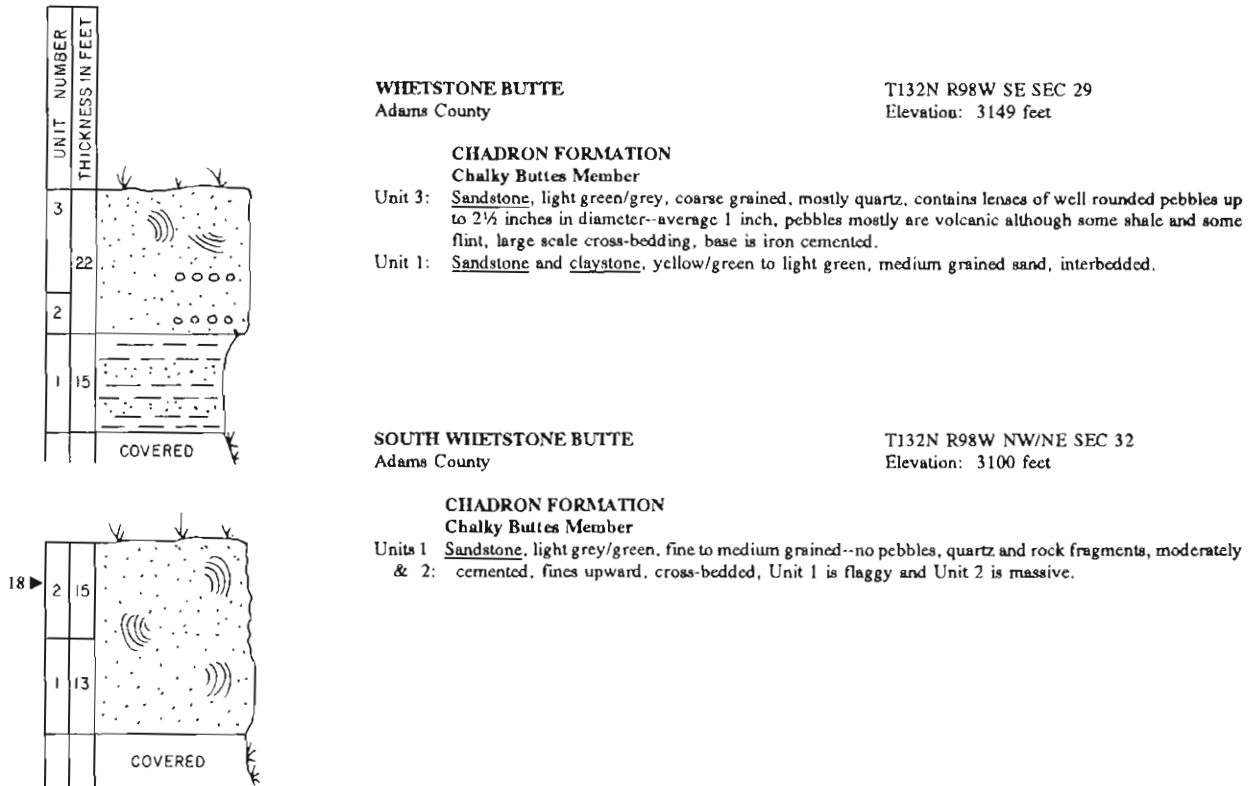 UNIT NUMBER
THICKNESS IN FEET
3
22
2
1
15
COVERED
WHETSTONE BUTTE
T132N R98W SE SEC 29
Adams County
Elevation: 3149 feet
CHADRON FORMATION
Chalky Buttes Member
Unit 3: Sandstone, light green/grey, coarse grained, mostly quartz, contains lenses of well rounded pebbles up
to 2½ inches in diameter--average 1 inch, pebbles mostly are volcanic although some shale and some
flint, large scale cross-bedding, base is iron cemented.
Unit 1: Sandstone and claystone, yellow/green to light green, medium grained sand, interbedded.
SOUTH WHETSTONE BUTTE
T132N R98W NW/NE SEC 32
Adams County
Elevation: 3100 feet
CHADRON FORMATION
Chalky Buttes Member
Units 1 Sandstone, light grey/green, fine to medium grained--no pebbles, quartz and rock fragments, moderately
& 2: cemented, fines upward, cross-bedded, Unit 1 is flaggy and Unit 2 is massive.
18
2
15
1
13
COVERED